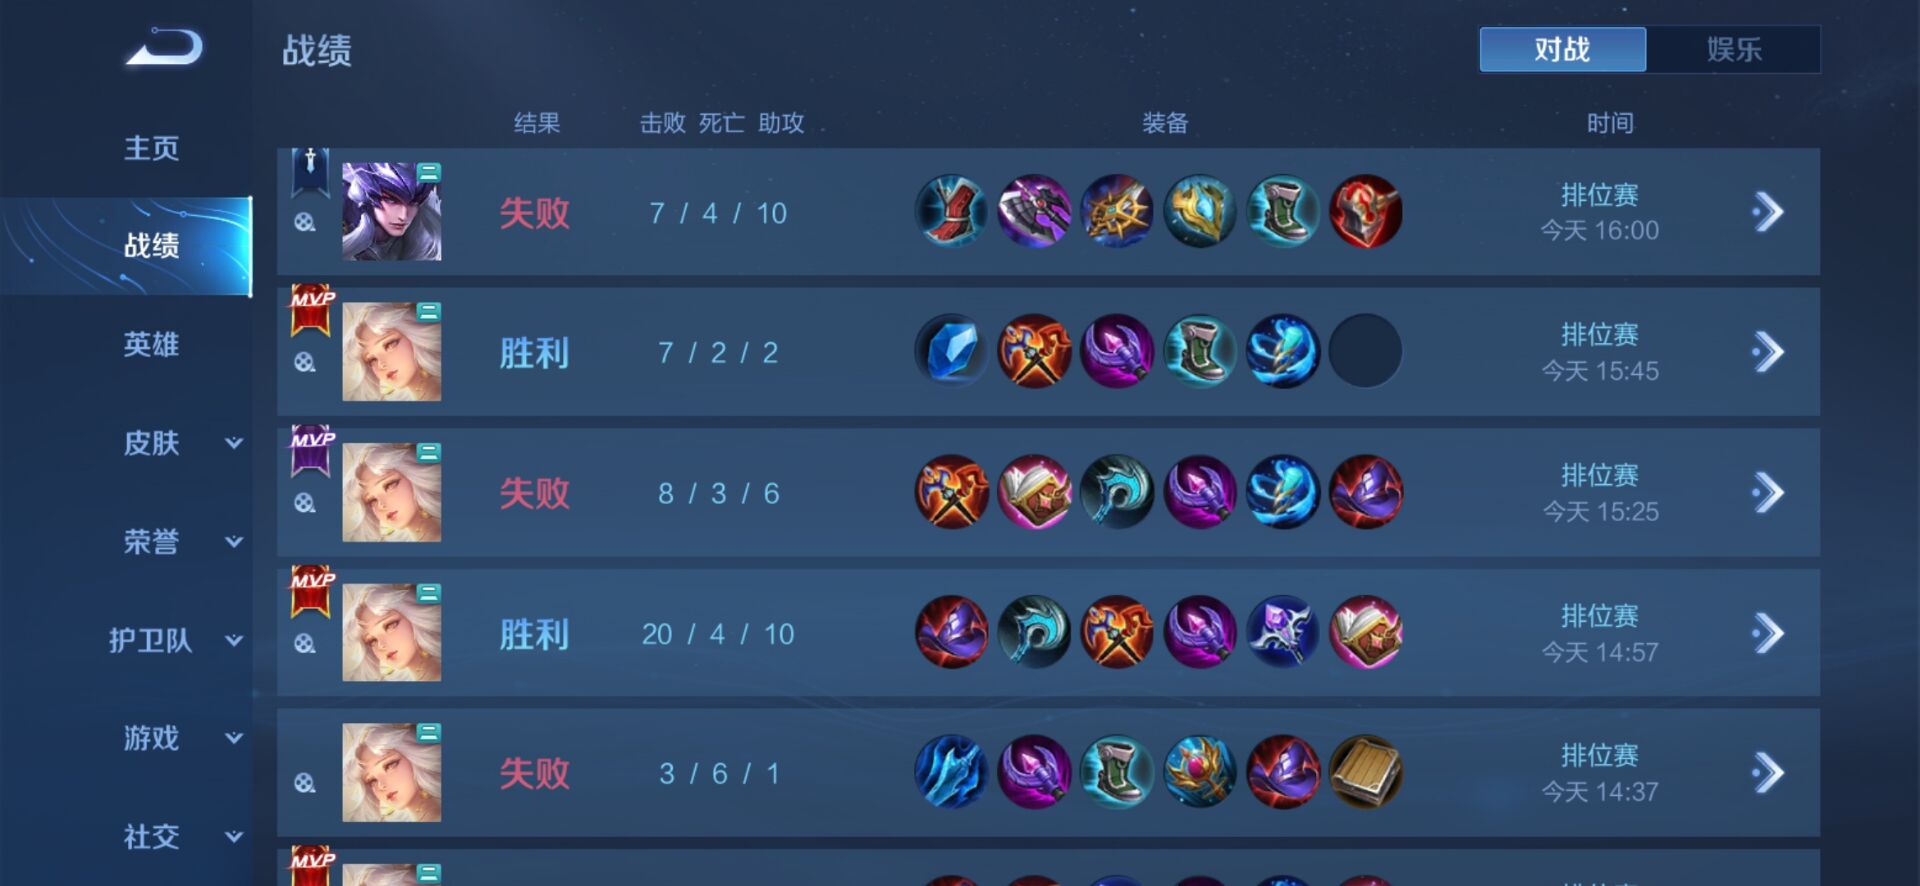 战绩
对战 娱乐
结果 击败 死亡 助攻 装备 时间
主页
战绩
英雄
皮肤
荣誉
护卫队
游戏
社交
失败 7 / 4 / 10 排位赛
今天 16:00
MVP
胜利 7 / 2 / 2 排位赛
今天 15:45
MVP
失败 8 / 3 / 6 排位赛
今天 15:25
MVP
胜利 20 / 4 / 10 排位赛
今天 14:57
失败 3 / 6 / 1 排位赛
今天 14:37
MVP